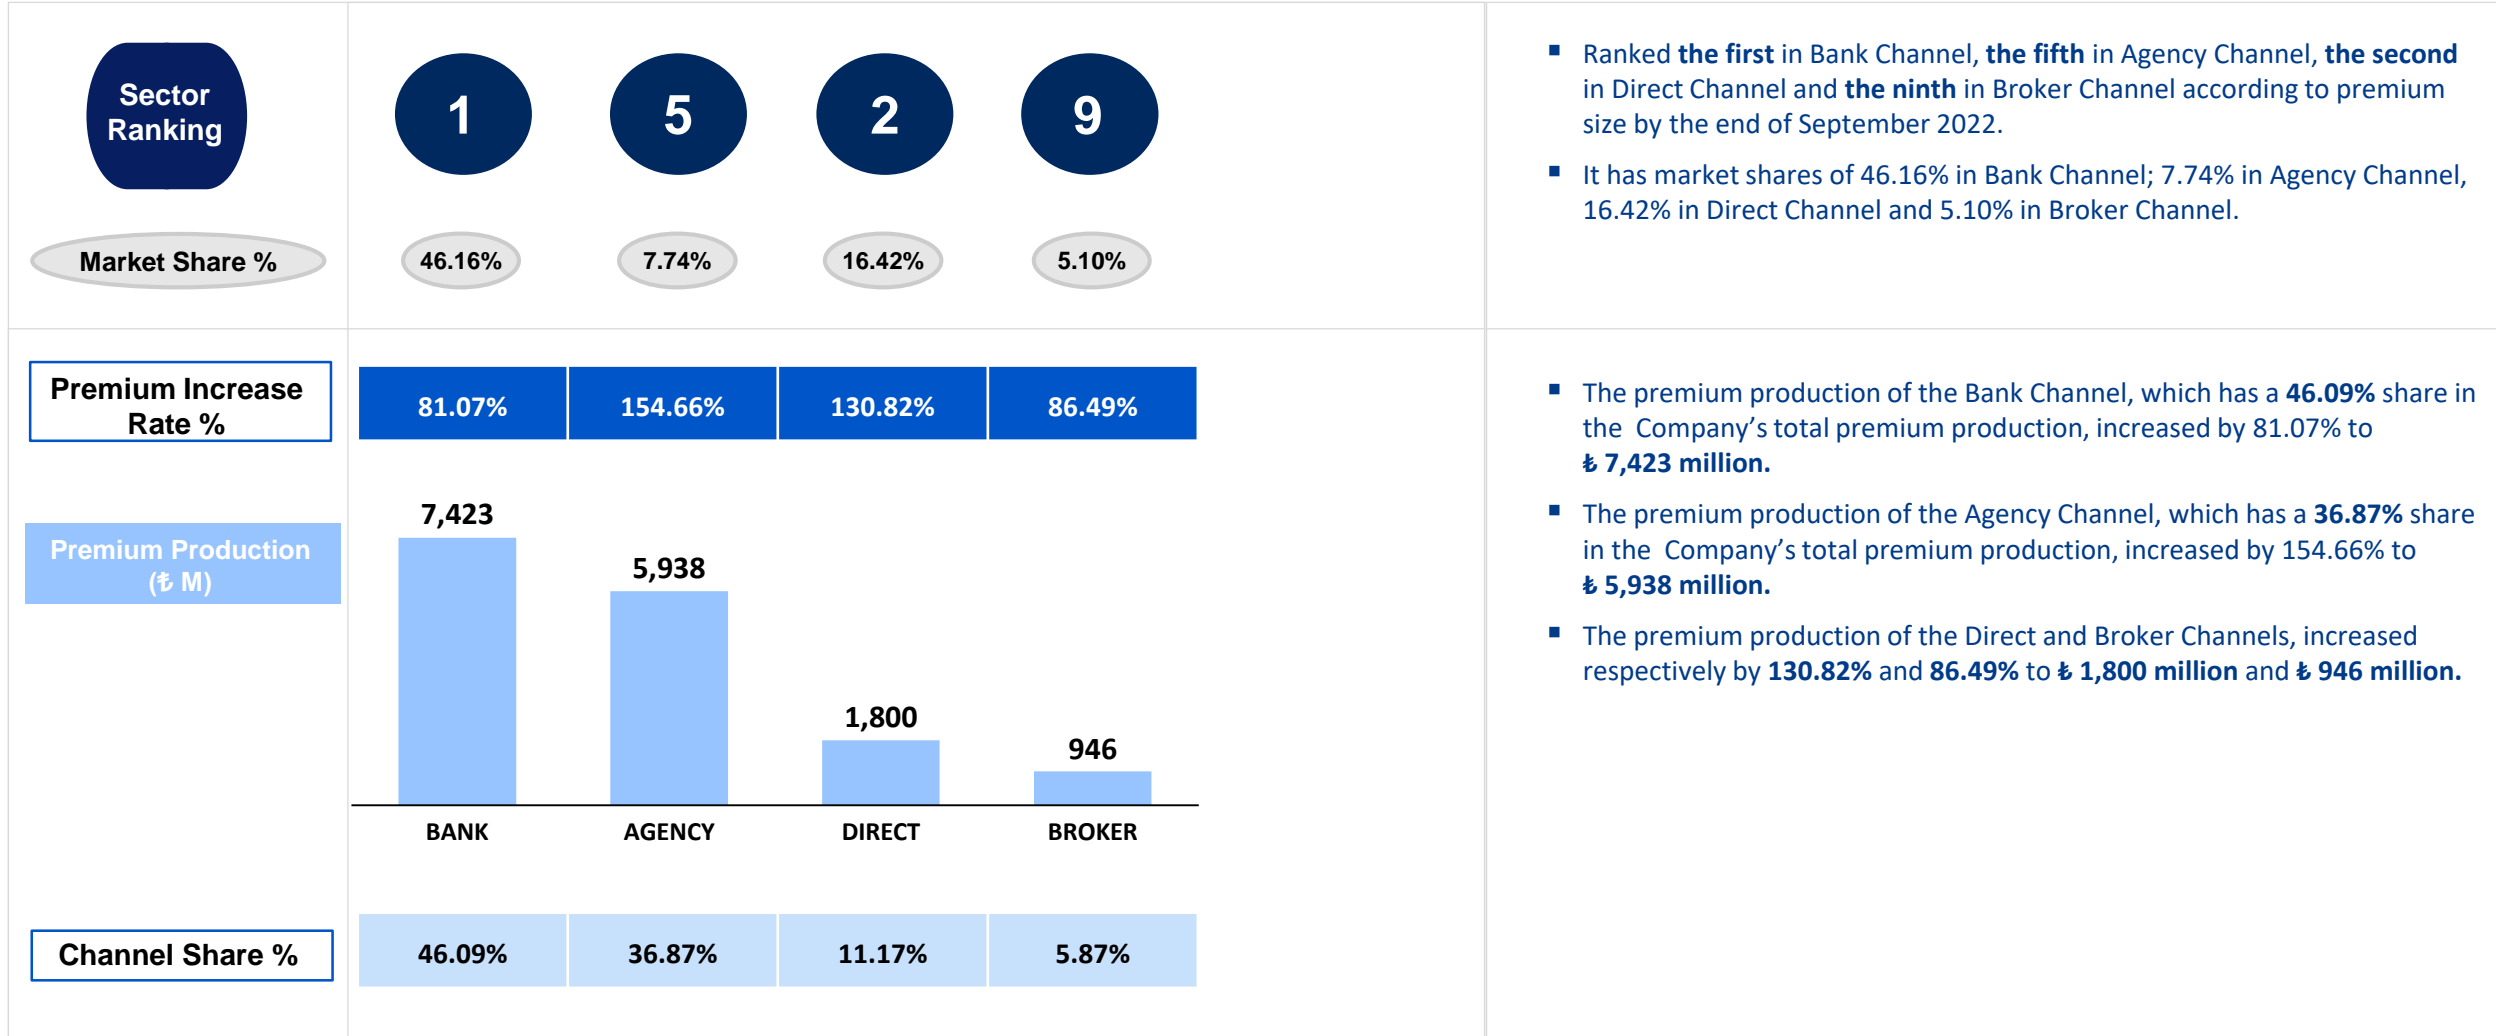 Sector
Ranking
1
5
2
9
Market Share %
46.16%
7.74%
16.42%
5.10%
▪ Ranked the first in Bank Channel, the fifth in Agency Channel, the second
in Direct Channel and the ninth in Broker Channel according to premium
size by the end of September 2022.
▪ It has market shares of 46.16% in Bank Channel; 7.74% in Agency Channel,
16.42% in Direct Channel and 5.10% in Broker Channel.
Premium Increase
Rate %
81.07%
154.66%
130.82%
86.49%
Premium Production
(₺ M)
7,423
5,938
1,800
946
BANK
AGENCY
DIRECT
BROKER
Channel Share %
46.09%
36.87%
11.17%
5.87%
▪ The premium production of the Bank Channel, which has a 46.09% share in
the Company’s total premium production, increased by 81.07% to
₺ 7,423 million.
▪ The premium production of the Agency Channel, which has a 36.87% share
in the Company’s total premium production, increased by 154.66% to
₺ 5,938 million.
▪ The premium production of the Direct and Broker Channels, increased
respectively by 130.82% and 86.49% to ₺ 1,800 million and ₺ 946 million.